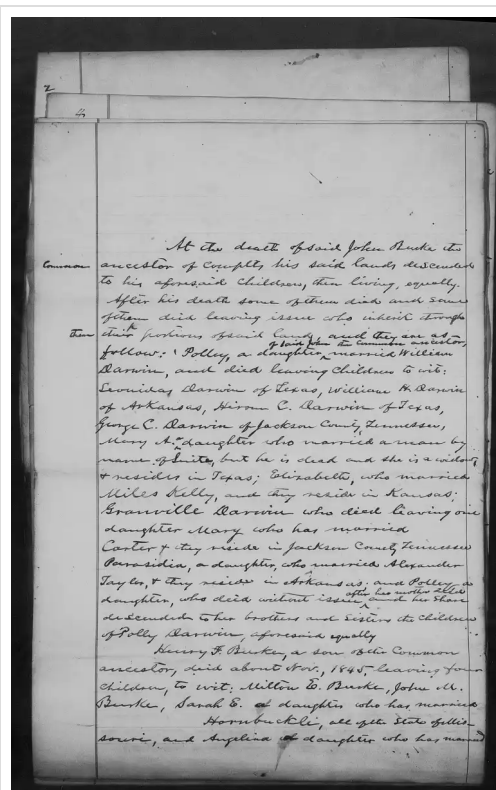 2
4
At the death of said John Burke the
Common
ancestor of complts his said lands descended
to his aforesaid children, then living, equally.
After his death some of them died and some
of them died leaving issue who inherit through
them
their portions of said land, and they are as
of said John the common ancestor,
follow: Polley, a daughter, married William
Darwin, and died leaving children to wit:
Leonidas Darwin of Texas, William H. Darwin
of Arkansas, Hiram C. Darwin of Texas,
George C. Darwin of Jackson County, Tennessee,
Mary A. a daughter who married a man by
name of Suite, but he is dead and she is a widow
& resides in Texas; Elizabeth, who married
Miles Kelly, and they reside in Kansas;
Granville Darwin who died leaving one
daughter Mary who has married
Carter & they reside in Jackson County Tennessee
Parasidia, a daughter, who married Alexander
Taylor, & they reside in Arkansas; and Polley, a
after her mother died
daughter, who died without issue, and her share
descended to her brothers and sisters the children
of Polly Darwin, aforesaid equally
Henry F. Burke, a son of the Common
ancestor, died about Nov., 1845, leaving four
children, to wit: Milton E. Burke, John M.
Burke, Sarah E. a daughter who has married
Hornbuckle, all of the State of Mis-
souri, and Angelina a daughter who has married